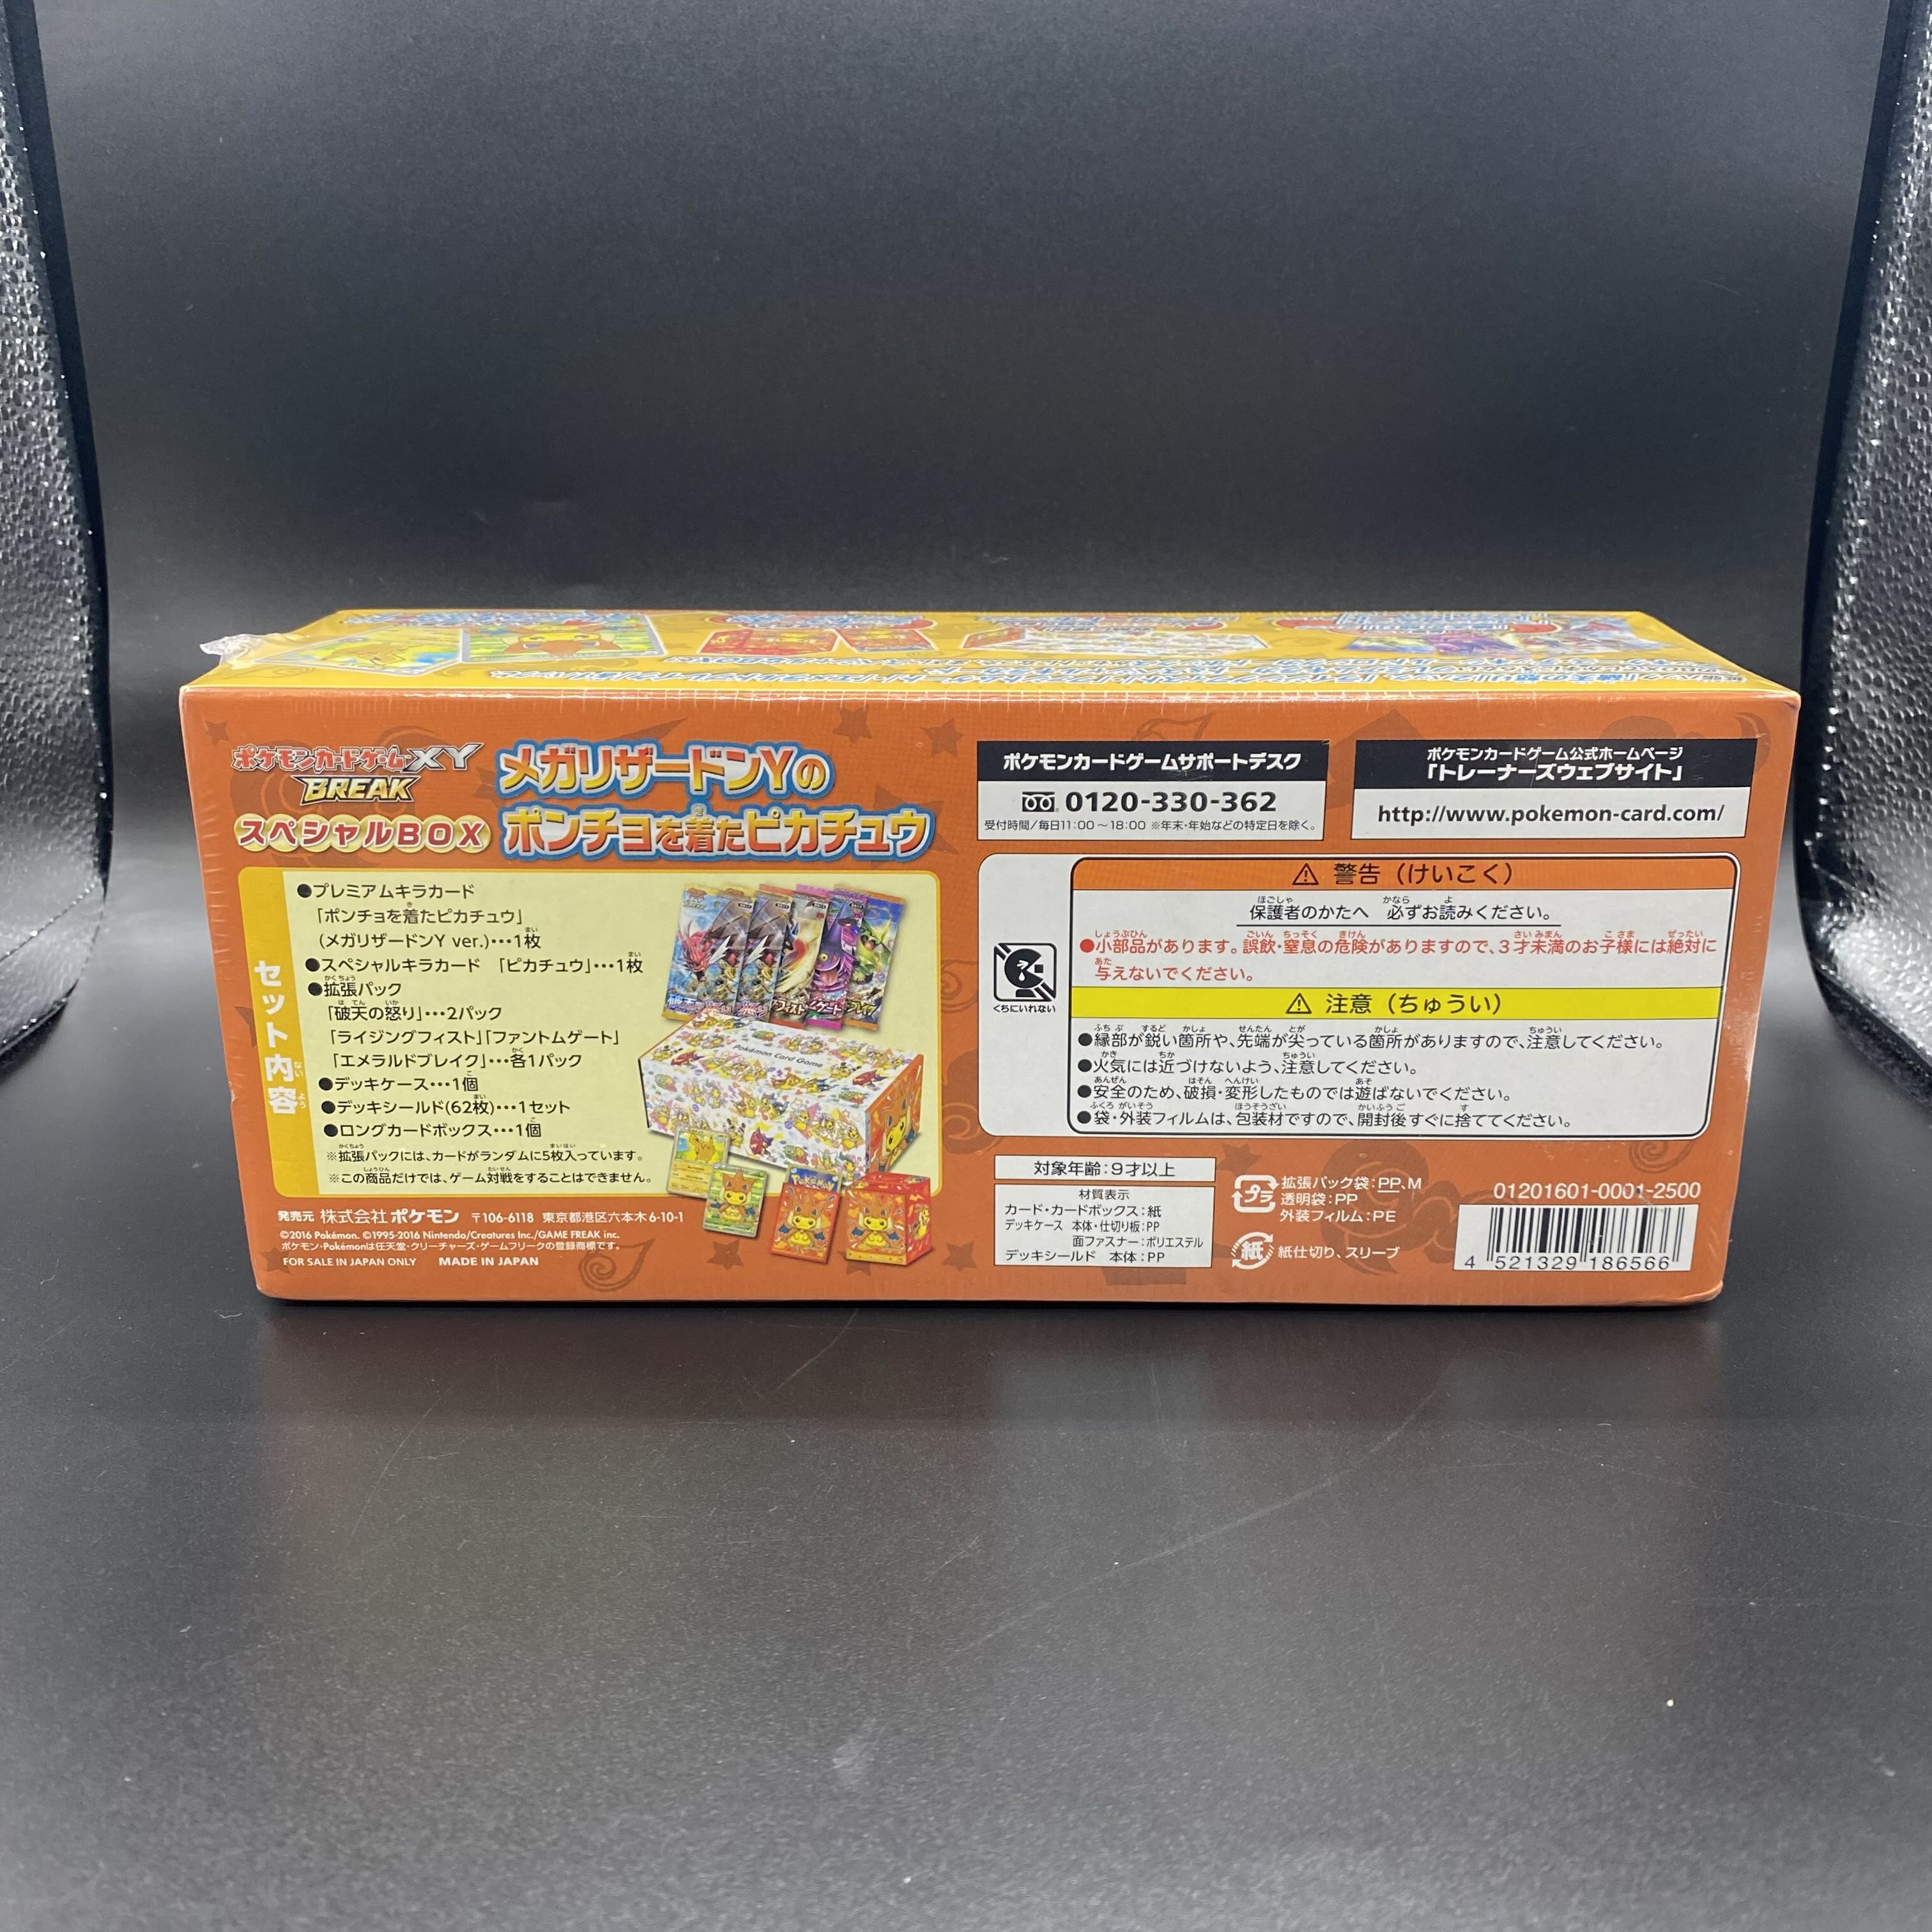 ポケモンカードゲームXY
BREAK
スペシャルBOX
メガリザードンYの
ポンチョを着たピカチュウ
セット内容
●プレミアムキラカード
「ポンチョを着たピカチュウ」
(メガリザードンY ver.)・・・1枚
●スペシャルキラカード 「ピカチュウ」・・・1枚
●拡張パック
「破天の怒り」・・・2パック
「ライジングフィスト」「ファントムゲート」
「エメラルドブレイク」・・・各1パック
●デッキケース・・・1個
●デッキシールド(62枚)・・・1セット
●ロングカードボックス・・・1個
※拡張パックには、カードがランダムに5枚入っています。
※この商品だけでは、ゲーム対戦をすることはできません。
Pokémon Card Game
発売元 株式会社ポケモン 〒106-6118 東京都港区六本木6-10-1
©2016 Pokémon. ©1995-2016 Nintendo/Creatures Inc./GAME FREAK inc.
ポケモン・Pokémonは任天堂・クリーチャーズ・ゲームフリークの登録商標です。
FOR SALE IN JAPAN ONLY MADE IN JAPAN
ポケモンカードゲームサポートデスク
0120-330-362
受付時間/毎日11:00~18:00 ※年末・年始などの特定日を除く。
ポケモンカードゲーム公式ホームページ
「トレーナーズウェブサイト」
http://www.pokemon-card.com/
くちにいれない
⚠ 警告(けいこく)
保護者のかたへ 必ずお読みください。
●小部品があります。誤飲・窒息の危険がありますので、3才未満のお子様には絶対に
与えないでください。
⚠ 注意(ちゅうい)
●縁部が鋭い箇所や、先端が尖っている箇所がありますので、注意してください。
●火気には近づけないよう、注意してください。
●安全のため、破損・変形したものでは遊ばないでください。
●袋・外装フィルムは、包装材ですので、開封後すぐに捨ててください。
対象年齢:9才以上
材質表示
カード・カードボックス:紙
デッキケース 本体・仕切り板:PP
面ファスナー:ポリエステル
デッキシールド 本体:PP
プラ
拡張パック袋:PP、M
透明袋:PP
外装フィルム:PE
紙
紙仕切り、スリーブ
01201601-0001-2500
4 521329 186566